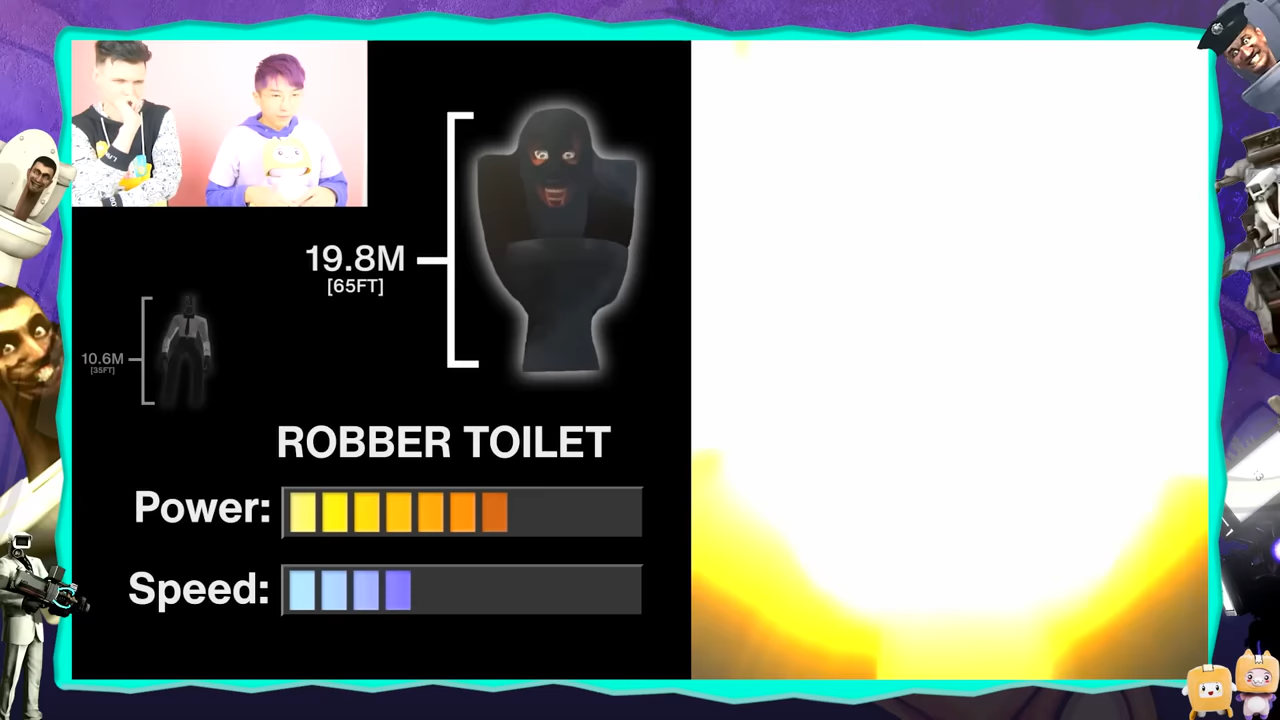 19.8M
[65FT]
10.6M
[35FT]
ROBBER TOILET
Power:
Speed: